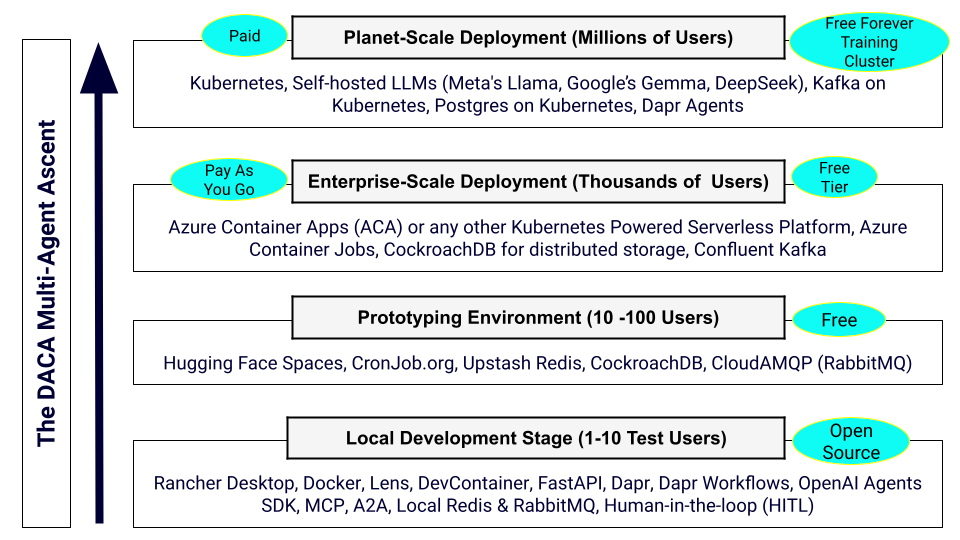 The DACA Multi-Agent Ascent
Paid
Planet-Scale Deployment (Millions of Users)
Free Forever
Training
Cluster
Kubernetes, Self-hosted LLMs (Meta's Llama, Google’s Gemma, DeepSeek), Kafka on
Kubernetes, Postgres on Kubernetes, Dapr Agents
Pay As
You Go
Enterprise-Scale Deployment (Thousands of  Users)
Free
Tier
Azure Container Apps (ACA) or any other Kubernetes Powered Serverless Platform, Azure
Container Jobs, CockroachDB for distributed storage, Confluent Kafka
Prototyping Environment (10 -100 Users)
Free
Hugging Face Spaces, CronJob.org, Upstash Redis, CockroachDB, CloudAMQP (RabbitMQ)
Local Development Stage (1-10 Test Users)
Open
Source
Rancher Desktop, Docker, Lens, DevContainer, FastAPI, Dapr, Dapr Workflows, OpenAI Agents
SDK, MCP, A2A, Local Redis & RabbitMQ, Human-in-the-loop (HITL)